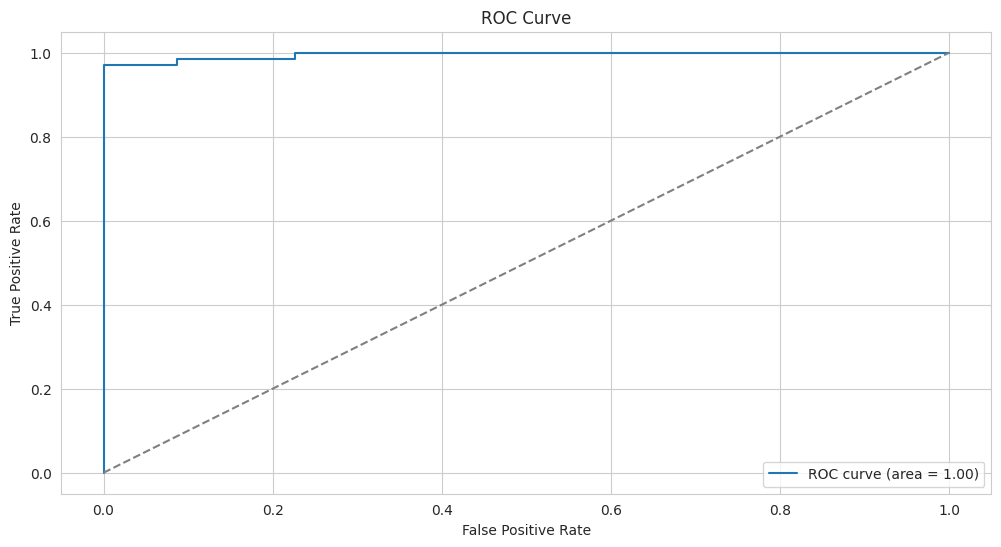 ROC Curve
True Positive Rate
1.0
0.8
0.6
0.4
0.2
0.0
ROC curve (area = 1.00)
0.0 0.2 0.4 0.6 0.8 1.0
False Positive Rate